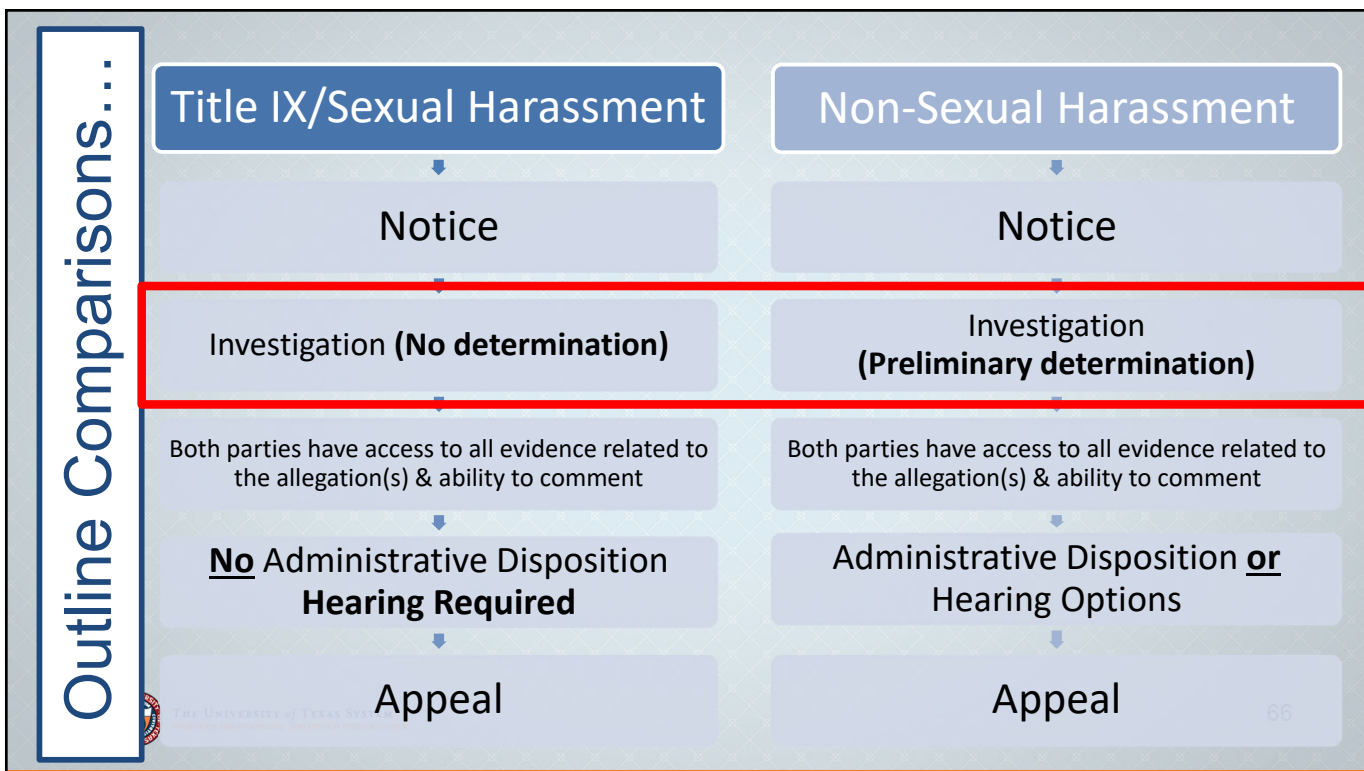 Outline Comparisons...
Title IX/Sexual Harassment
Notice
Investigation (No determination)
Both parties have access to all evidence related to
the allegation(s) & ability to comment
No Administrative Disposition
Hearing Required
Appeal
Non-Sexual Harassment
Notice
Investigation
(Preliminary determination)
Both parties have access to all evidence related to
the allegation(s) & ability to comment
Administrative Disposition or
Hearing Options
Appeal
THE UNIVERSITY of TEXAS SYSTEM
66